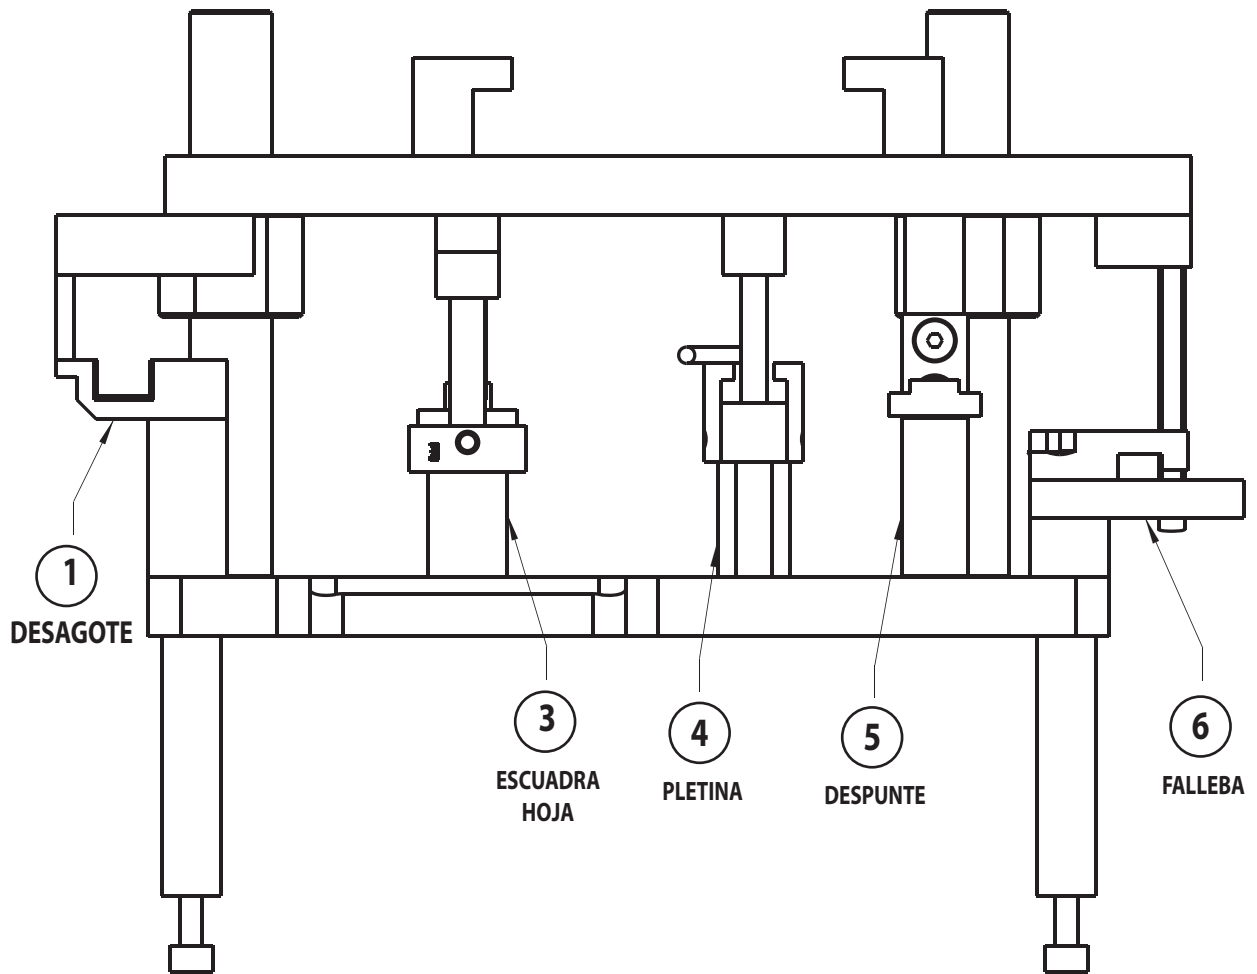 1
DESAGOTE
3
ESCUADRA
HOJA
4
PLETINA
5
DESPUNTE
6
FALLEBA